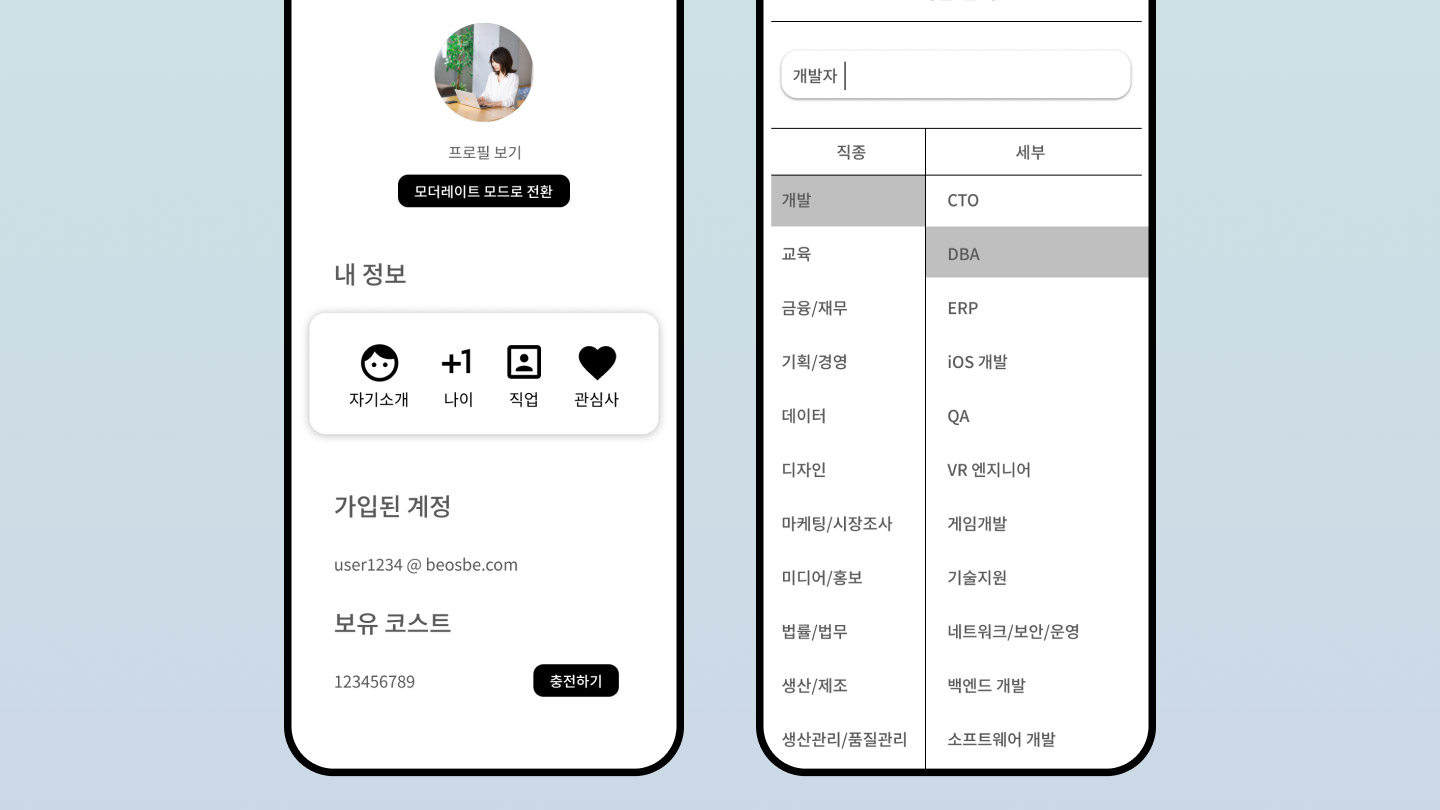 프로필 보기
모더레이트 모드로 전환
내 정보
자기소개
+1
나이
직업
관심사
가입된 계정
user1234 @ beosbe.com
보유 코스트
123456789
충전하기
개발자
직종
세부
개발
CTO
교육
DBA
금융/재무
ERP
기획/경영
iOS 개발
데이터
QA
디자인
VR 엔지니어
마케팅/시장조사
게임개발
미디어/홍보
기술지원
법률/법무
네트워크/보안/운영
생산/제조
백엔드 개발
생산관리/품질관리
소프트웨어 개발